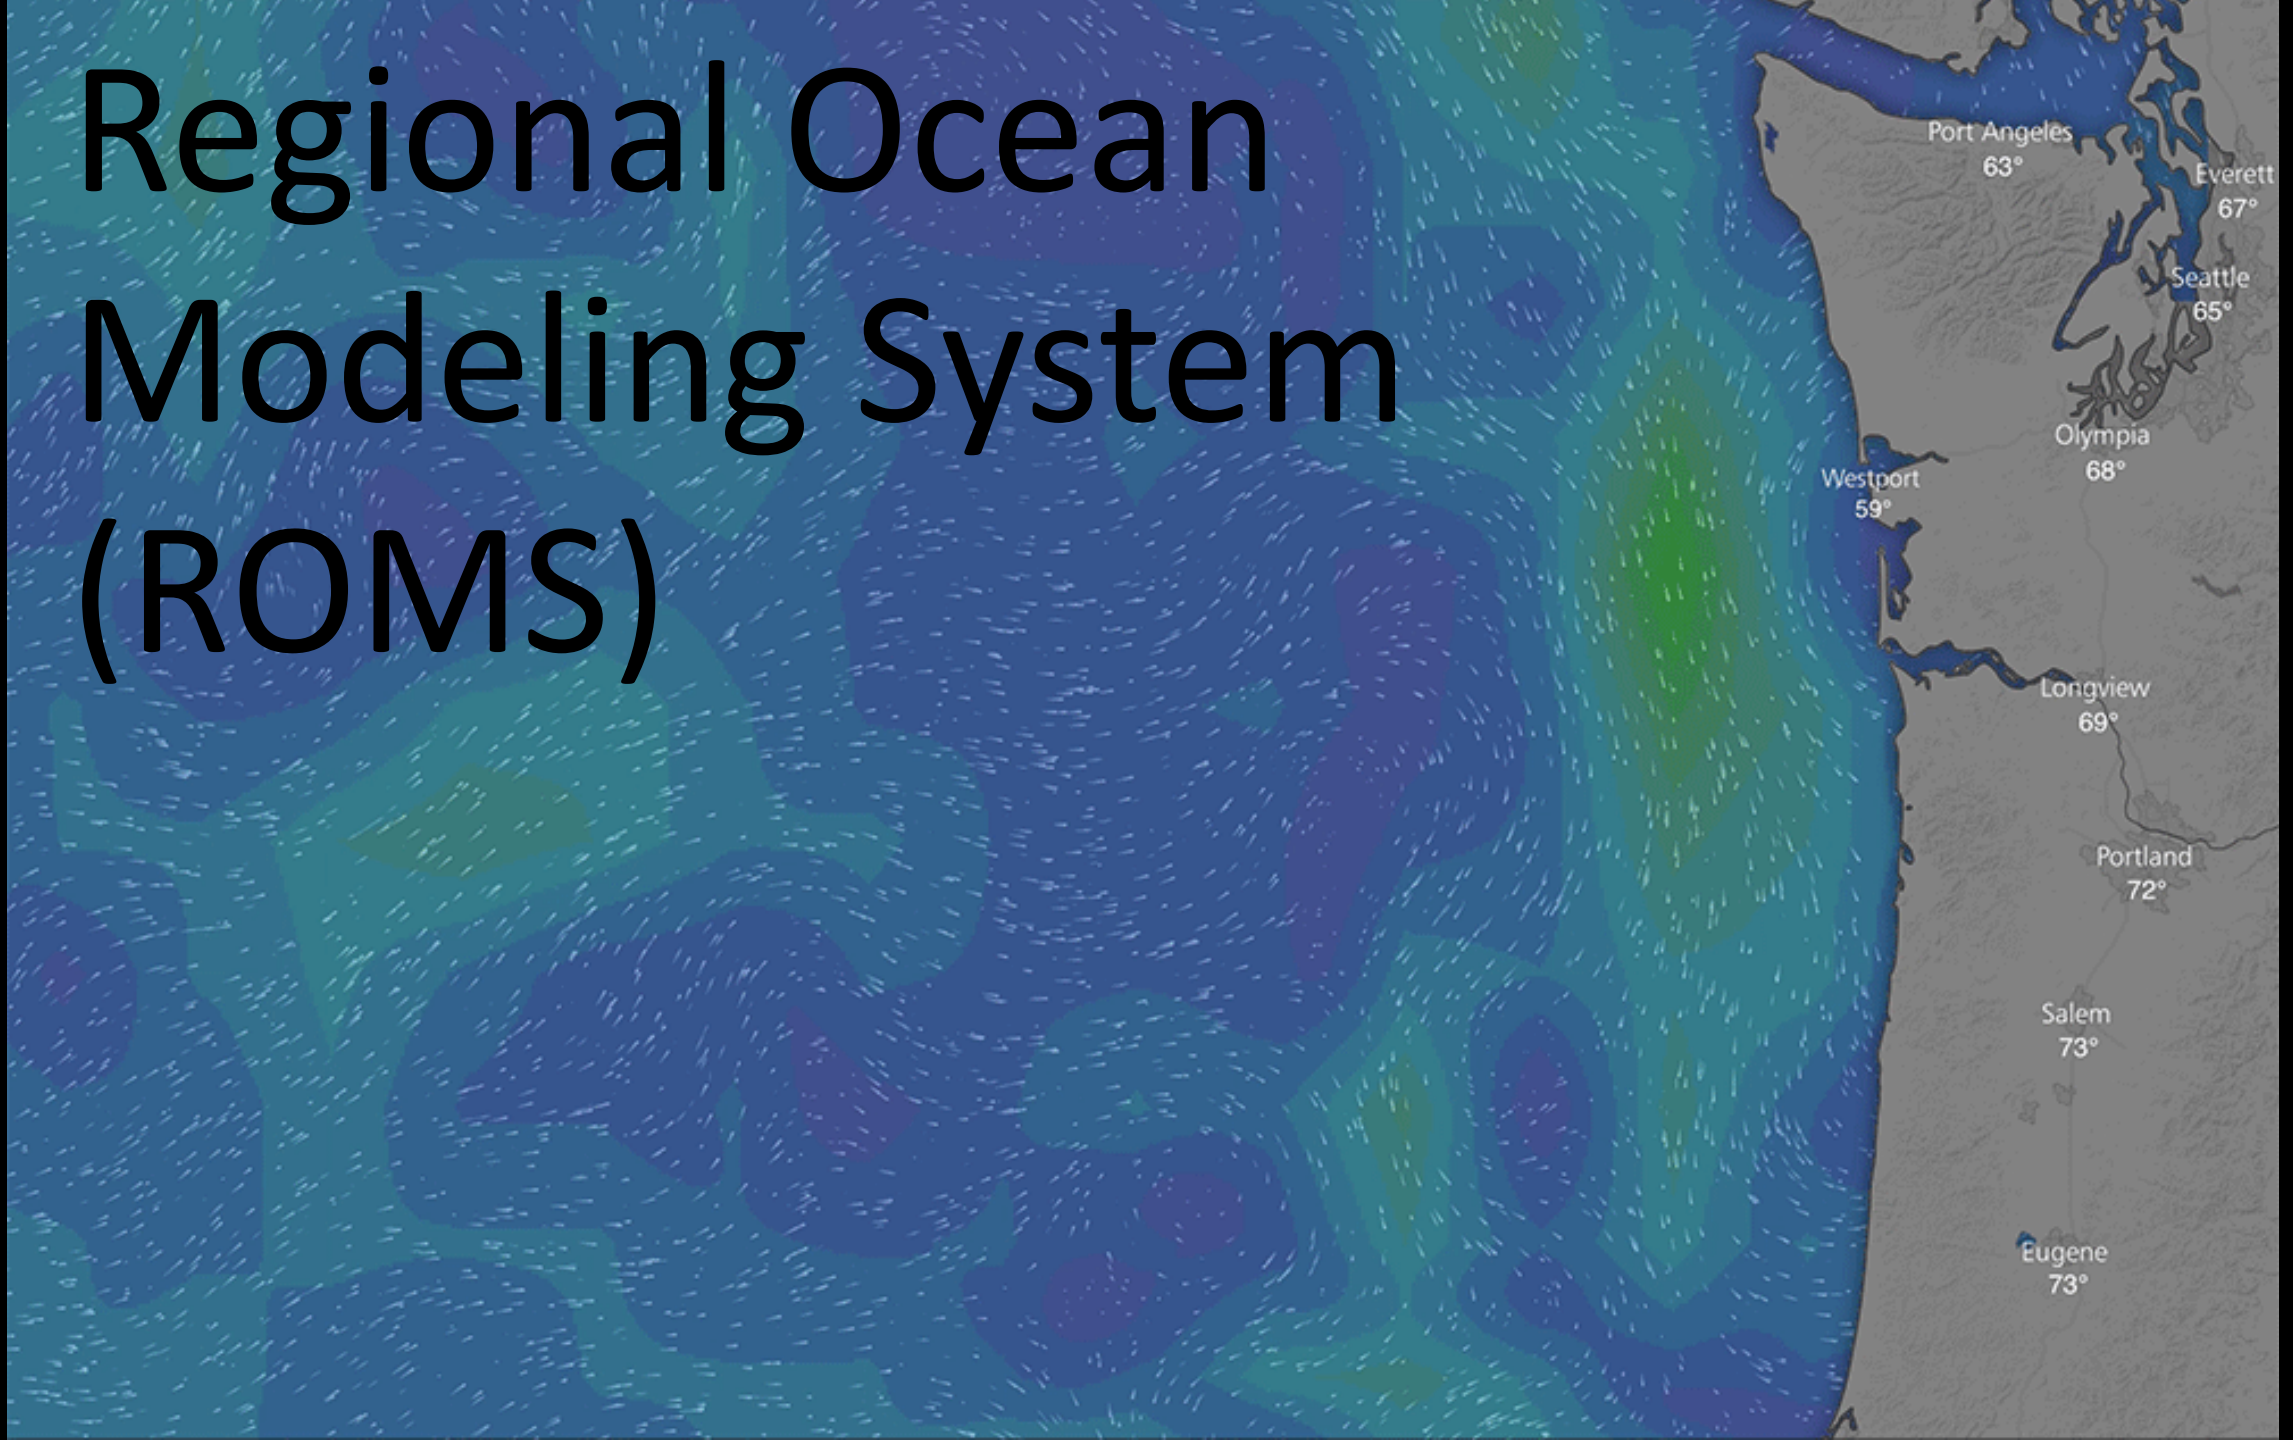 Regional Ocean
Modeling System
(ROMS)
Port Angeles
63°
Everett
67°
Seattle
65°
Olympia
68°
Westport
59°
Longview
69°
Portland
72°
Salem
73°
Eugene
73°